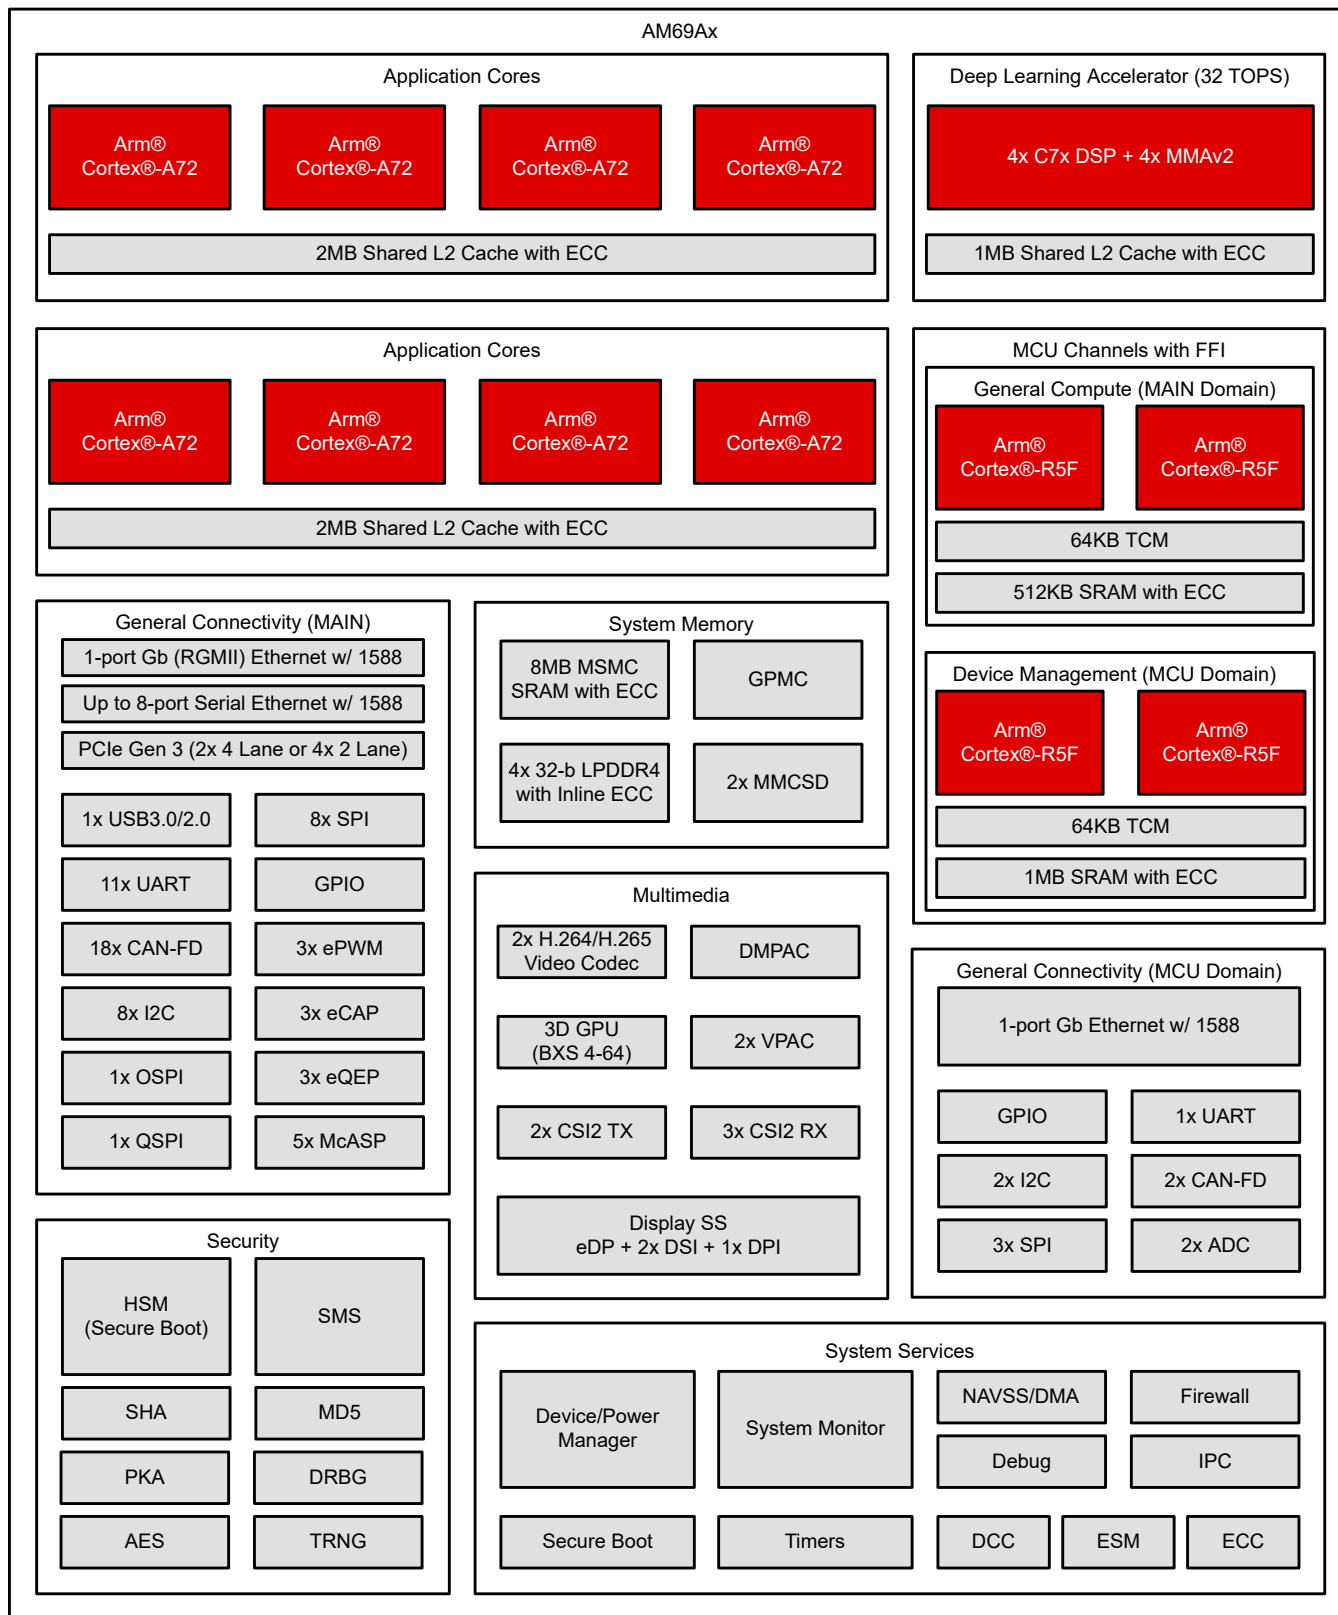 AM69Ax
Application Cores
Arm®
Cortex®-A72
Arm®
Cortex®-A72
Arm®
Cortex®-A72
Arm®
Cortex®-A72
2MB Shared L2 Cache with ECC
Deep Learning Accelerator (32 TOPS)
4x C7x DSP + 4x MMAv2
1MB Shared L2 Cache with ECC
Application Cores
Arm®
Cortex®-A72
Arm®
Cortex®-A72
Arm®
Cortex®-A72
Arm®
Cortex®-A72
2MB Shared L2 Cache with ECC
MCU Channels with FFI
General Compute (MAIN Domain)
Arm®
Cortex®-R5F
Arm®
Cortex®-R5F
64KB TCM
512KB SRAM with ECC
Device Management (MCU Domain)
Arm®
Cortex®-R5F
Arm®
Cortex®-R5F
64KB TCM
1MB SRAM with ECC
General Connectivity (MAIN)
1-port Gb (RGMII) Ethernet w/ 1588
Up to 8-port Serial Ethernet w/ 1588
PCIe Gen 3 (2x 4 Lane or 4x 2 Lane)
1x USB3.0/2.0
8x SPI
11x UART
GPIO
18x CAN-FD
3x ePWM
8x I2C
3x eCAP
1x OSPI
3x eQEP
1x QSPI
5x McASP
System Memory
8MB MSMC
SRAM with ECC
GPMC
4x 32-b LPDDR4
with Inline ECC
2x MMCSD
Multimedia
2x H.264/H.265
Video Codec
DMPAC
3D GPU
(BXS 4-64)
2x VPAC
2x CSI2 TX
3x CSI2 RX
Display SS
eDP + 2x DSI + 1x DPI
General Connectivity (MCU Domain)
1-port Gb Ethernet w/ 1588
GPIO
1x UART
2x I2C
2x CAN-FD
3x SPI
2x ADC
Security
HSM
(Secure Boot)
SMS
SHA
MD5
PKA
DRBG
AES
TRNG
System Services
Device/Power
Manager
System Monitor
NAVSS/DMA
Firewall
Debug
IPC
Secure Boot
Timers
DCC
ESM
ECC